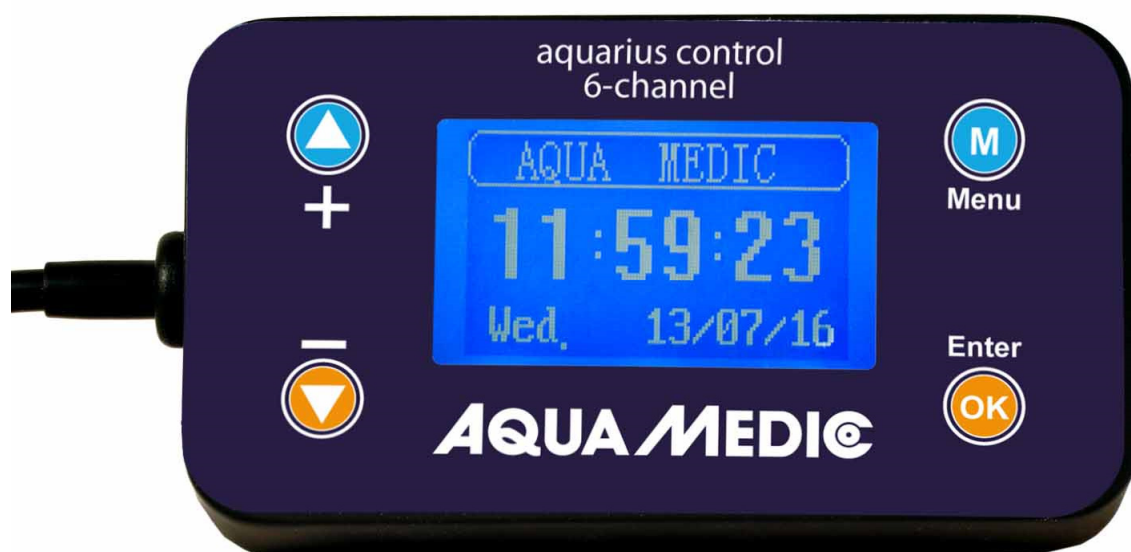 aquarius control
6-channel
AQUA MEDIC
11:59:23
Wed. 13/07/16
+
M
Menu
–
Enter
OK
AQUA MEDIC